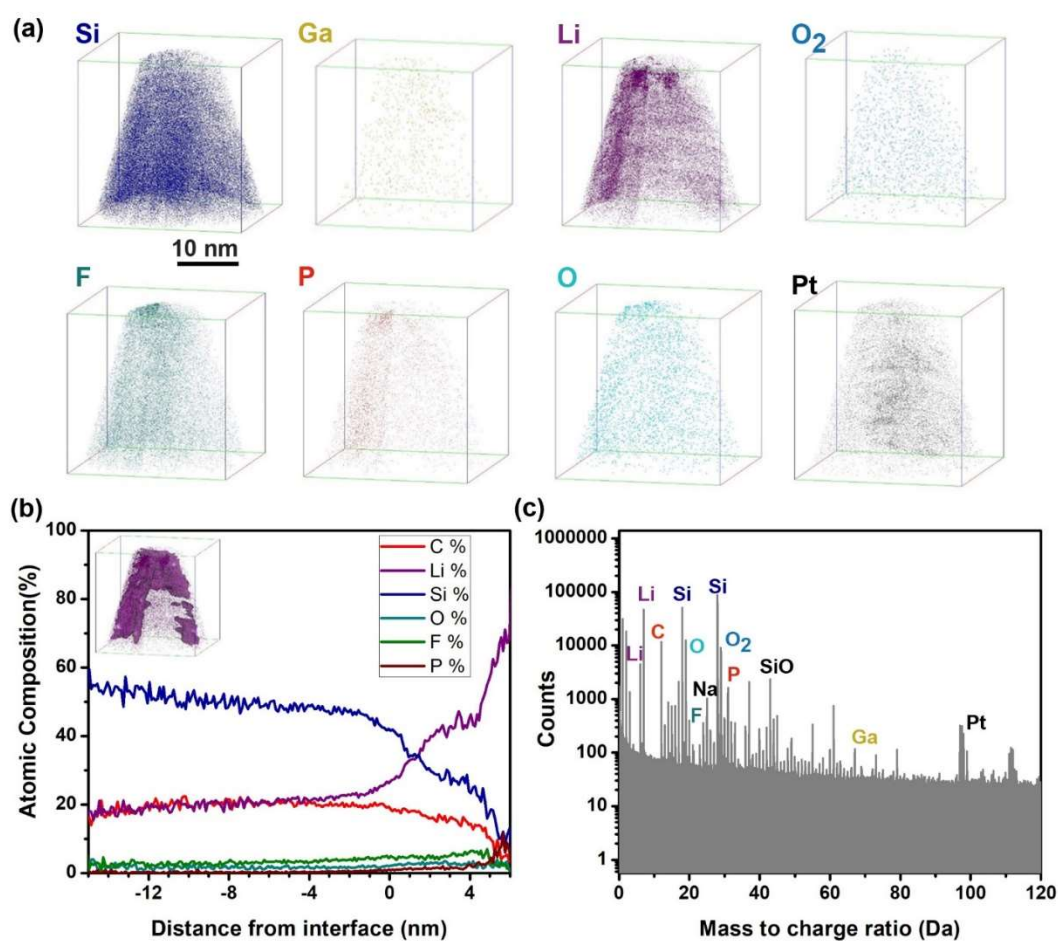 (a)
Si
Ga
Li
O2
10 nm
F
P
O
Pt
(b)
100
80
60
40
20
0
Atomic Composition(%)
-12
-8
-4
0
4
Distance from interface (nm)
C %
Li %
Si %
O %
F %
P %
(c)
1000000
100000
10000
1000
100
10
1
Counts
Li
Li
C
Si
O
Na
F
Si
O2
P
SiO
Ga
Pt
0
20
40
60
80
100
120
Mass to charge ratio (Da)